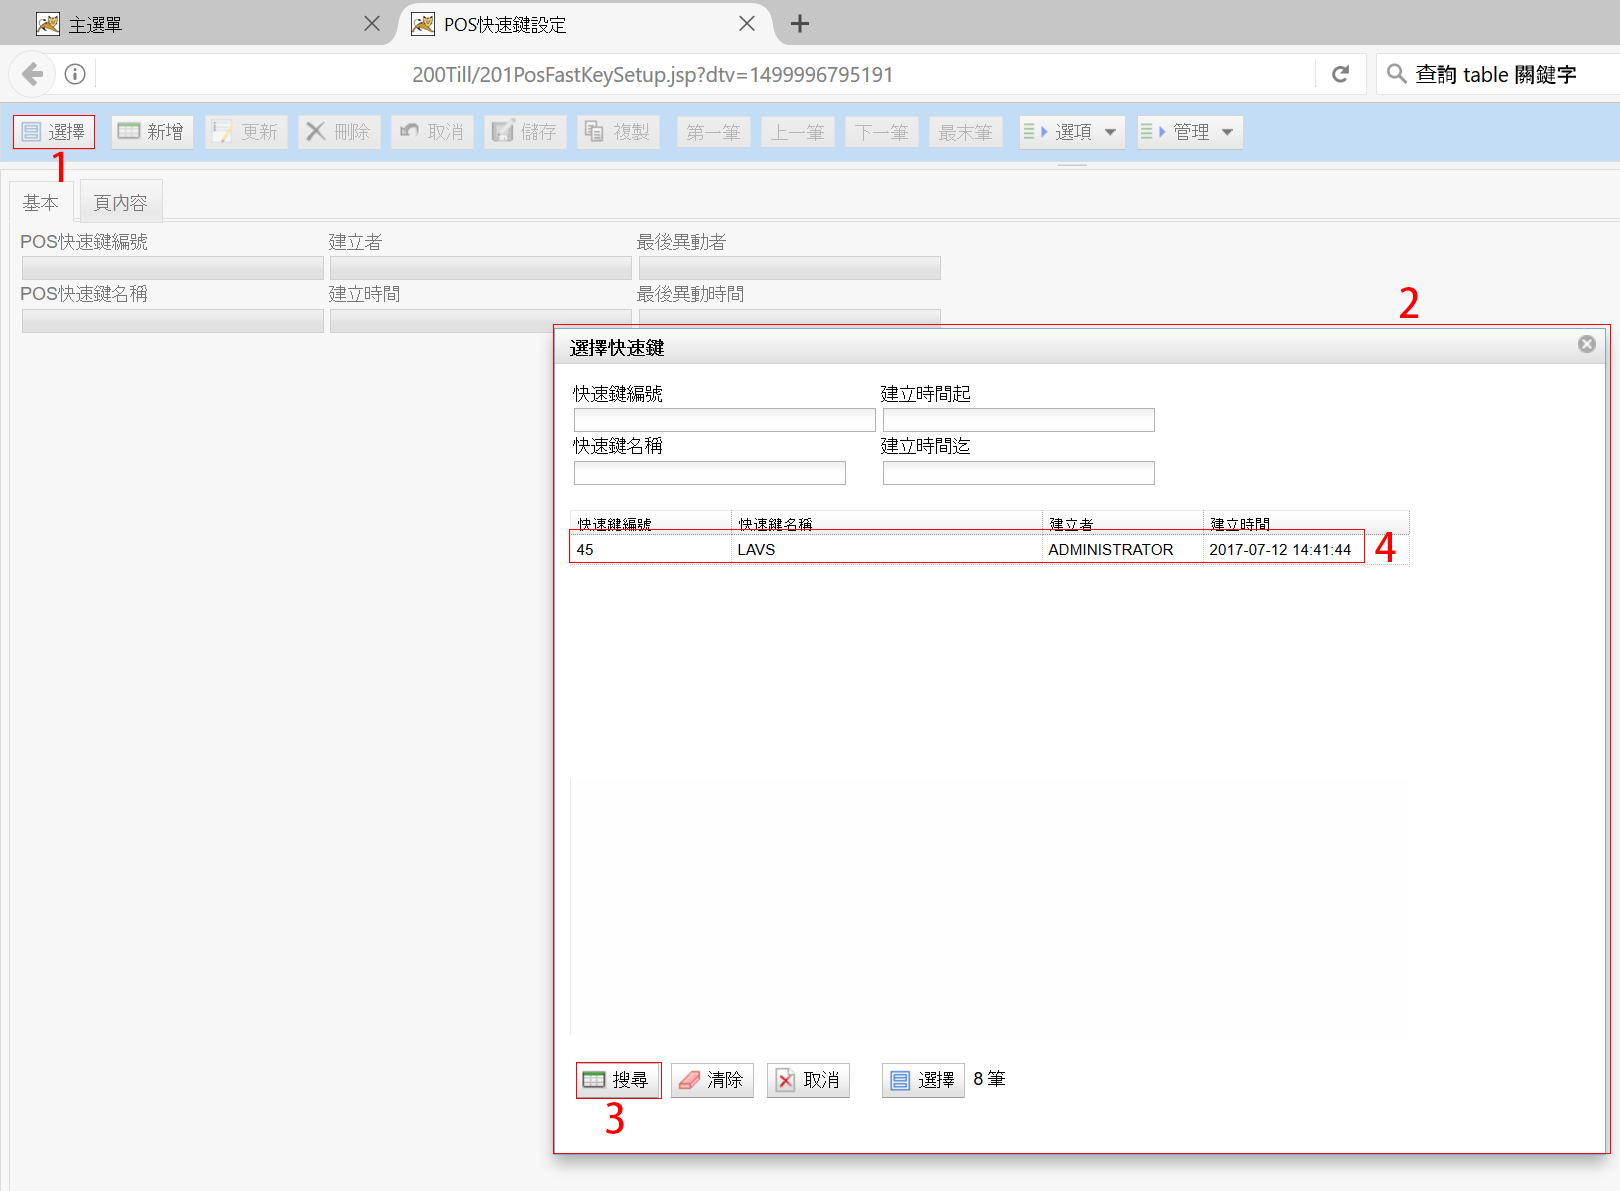 主選單 POS快速鍵設定
200Till/201PosFastKeySetup.jsp?dtv=1499996795191 查詢 table 關鍵字
選擇 新增 更新 刪除 取消 儲存 複製 第一筆 上一筆 下一筆 最末筆 選項 管理
1
基本 頁內容
POS快速鍵編號 建立者 最後異動者
POS快速鍵名稱 建立時間 最後異動時間
2
選擇快速鍵
快速鍵編號 建立時間起
快速鍵名稱 建立時間迄
快速鍵編號 快速鍵名稱 建立者 建立時間
45 LAVS ADMINISTRATOR 2017-07-12 14:41:44 4
搜尋 清除 取消 選擇 8 筆
3